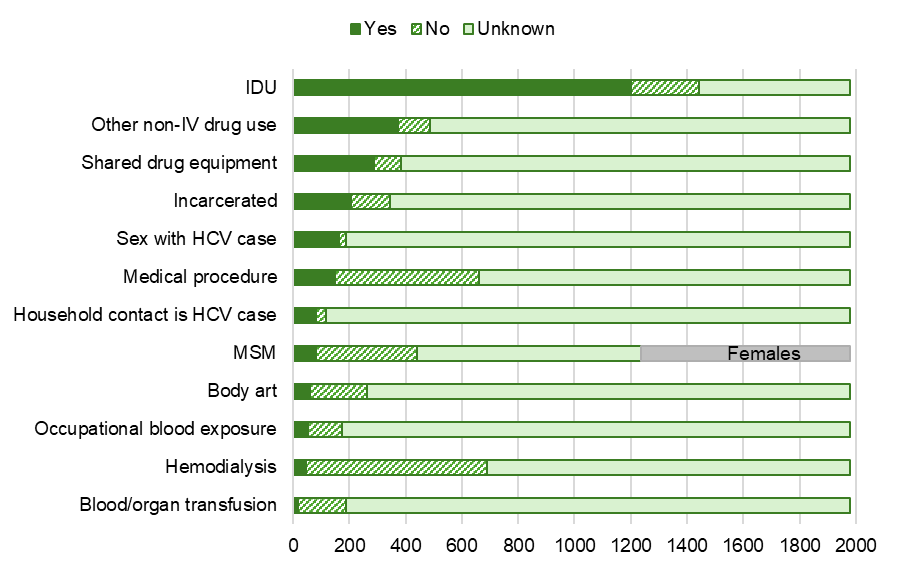 Yes No Unknown
IDU
Other non-IV drug use
Shared drug equipment
Incarcerated
Sex with HCV case
Medical procedure
Household contact is HCV case
MSM Females
Body art
Occupational blood exposure
Hemodialysis
Blood/organ transfusion
0 200 400 600 800 1000 1200 1400 1600 1800 2000